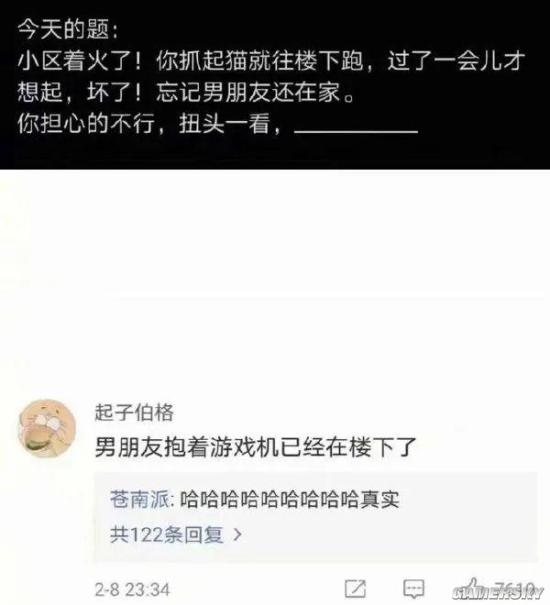 今天的题：
小区着火了！你抓起猫就往楼下跑，过了一会儿才
想起，坏了！忘记男朋友还在家。
你担心的不行，扭头一看，__________
起子伯格
男朋友抱着游戏机已经在楼下了
苍南派: 哈哈哈哈哈哈哈哈哈真实
共122条回复 >
2-8 23:34
7610
GAMERSKY